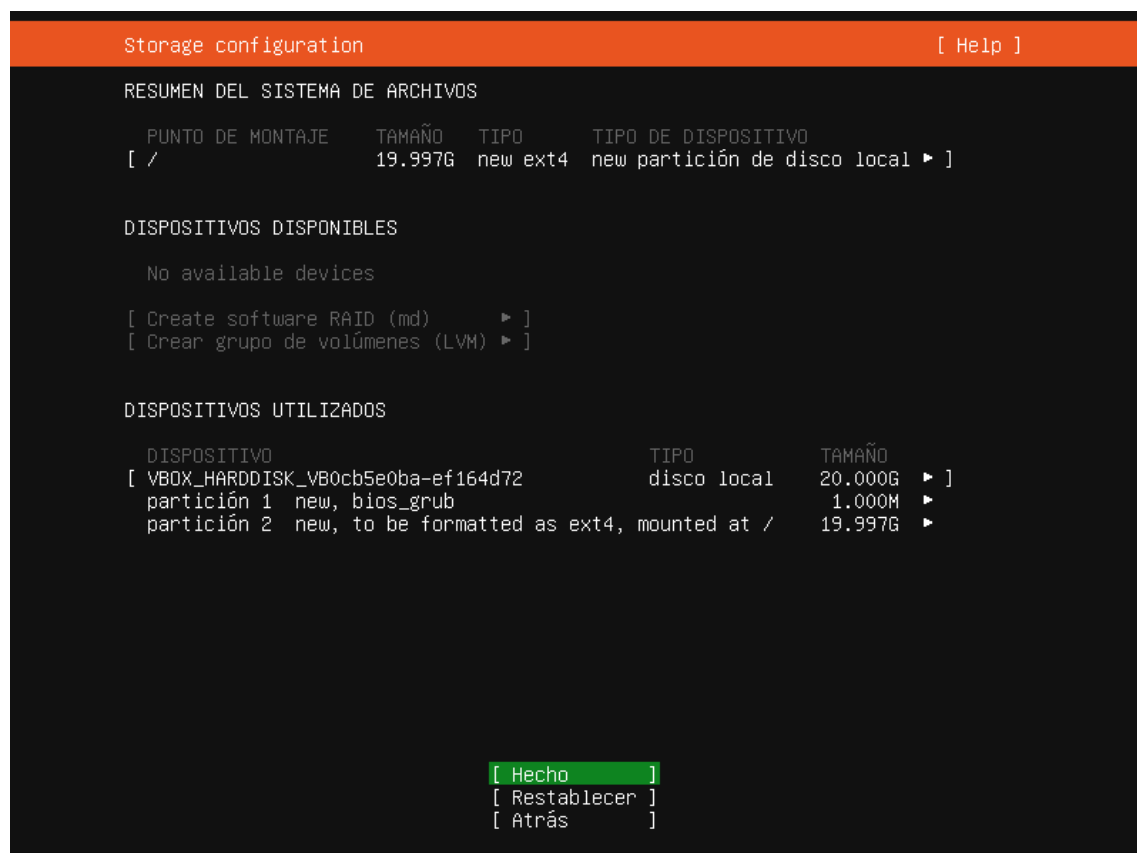 Storage configuration [ Help ]
RESUMEN DEL SISTEMA DE ARCHIVOS
PUNTO DE MONTAJE TAMAÑO TIPO TIPO DE DISPOSITIVO
[ / 19.997G new ext4 new partición de disco local ▸ ]
DISPOSITIVOS DISPONIBLES
No available devices
[ Create software RAID (md) ▸ ]
[ Crear grupo de volúmenes (LVM) ▸ ]
DISPOSITIVOS UTILIZADOS
DISPOSITIVO TIPO TAMAÑO
[ VBOX_HARDDISK_VB0cb5e0ba-ef164d72 disco local 20.000G ▸ ]
partición 1 new, bios_grub 1.000M ▸
partición 2 new, to be formatted as ext4, mounted at / 19.997G ▸
[ Hecho ]
[ Restablecer ]
[ Atrás ]